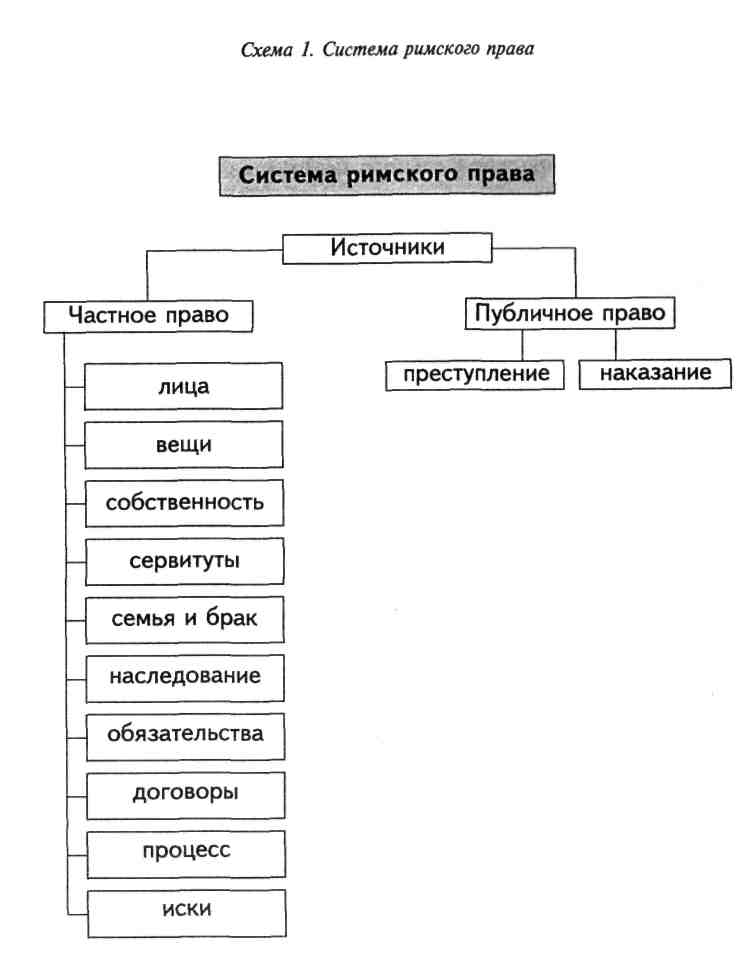 Схема 1. Система римского права
Система римского права
Источники
Частное право
Публичное право
преступление
наказание
лица
вещи
собственность
сервитуты
семья и брак
наследование
обязательства
договоры
процесс
иски